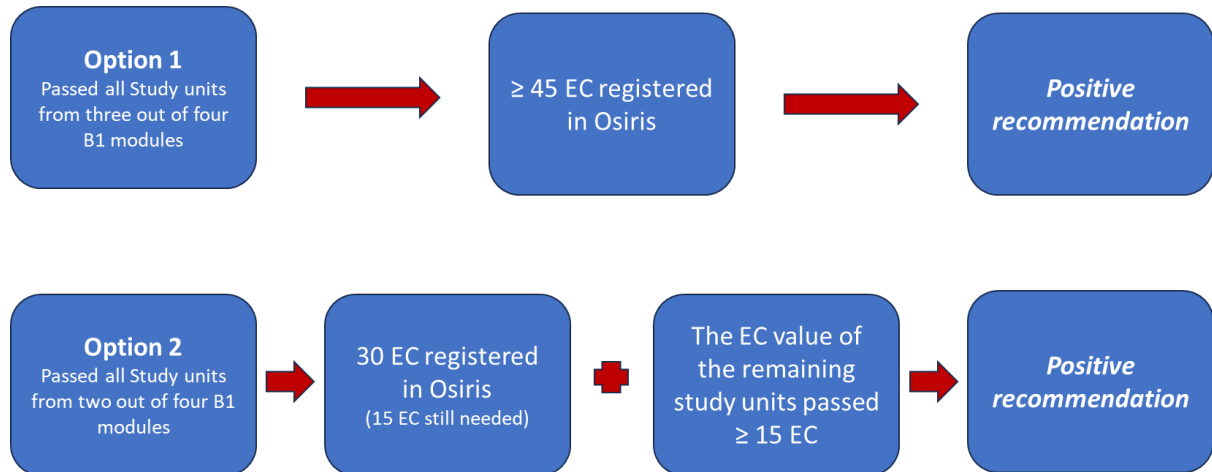 Option 1
Passed all Study units
from three out of four
B1 modules
≥ 45 EC registered
in Osiris
Positive
recommendation
Option 2
Passed all Study units
from two out of four B1
modules
30 EC registered
in Osiris
(15 EC still needed)
The EC value of
the remaining
study units passed
≥ 15 EC
Positive
recommendation